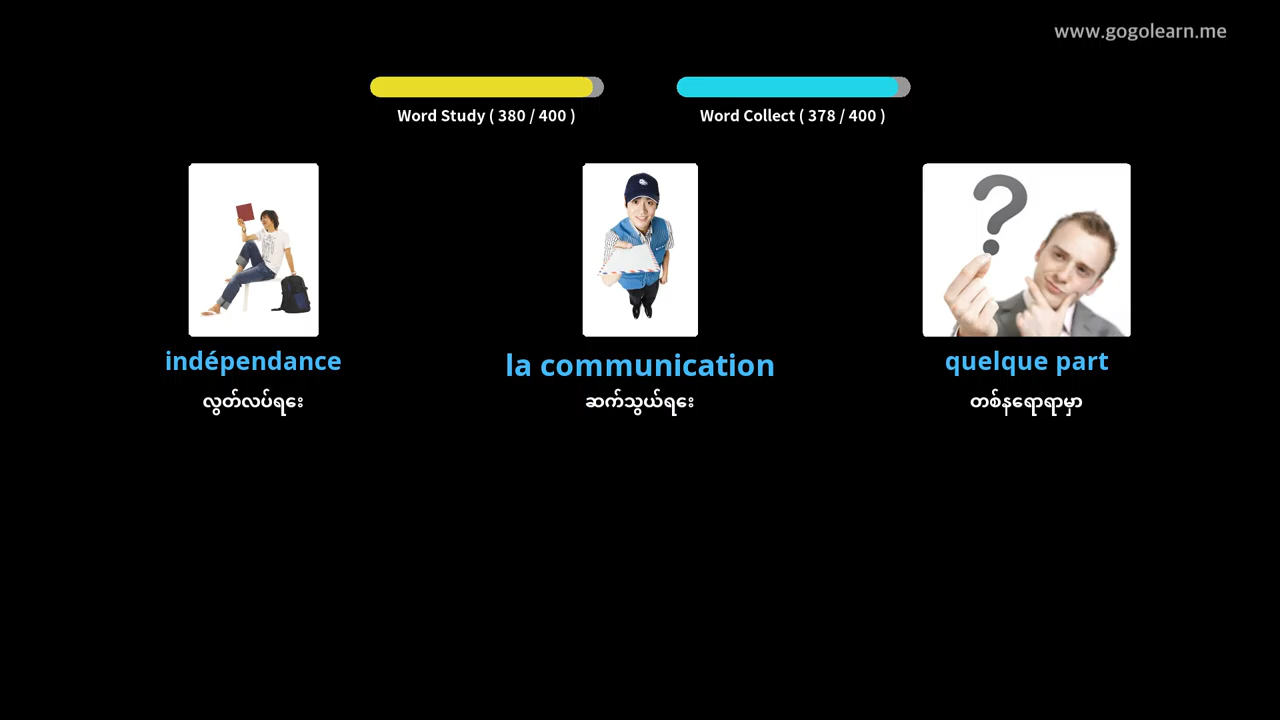 www.gogolearn.me
Word Study ( 380 / 400 )
Word Collect ( 378 / 400 )
indépendance
la communication
quelque part
လွတ်လပ်ရေး
ဆက်သွယ်ရေး
တစ်နေရာရာမှာ